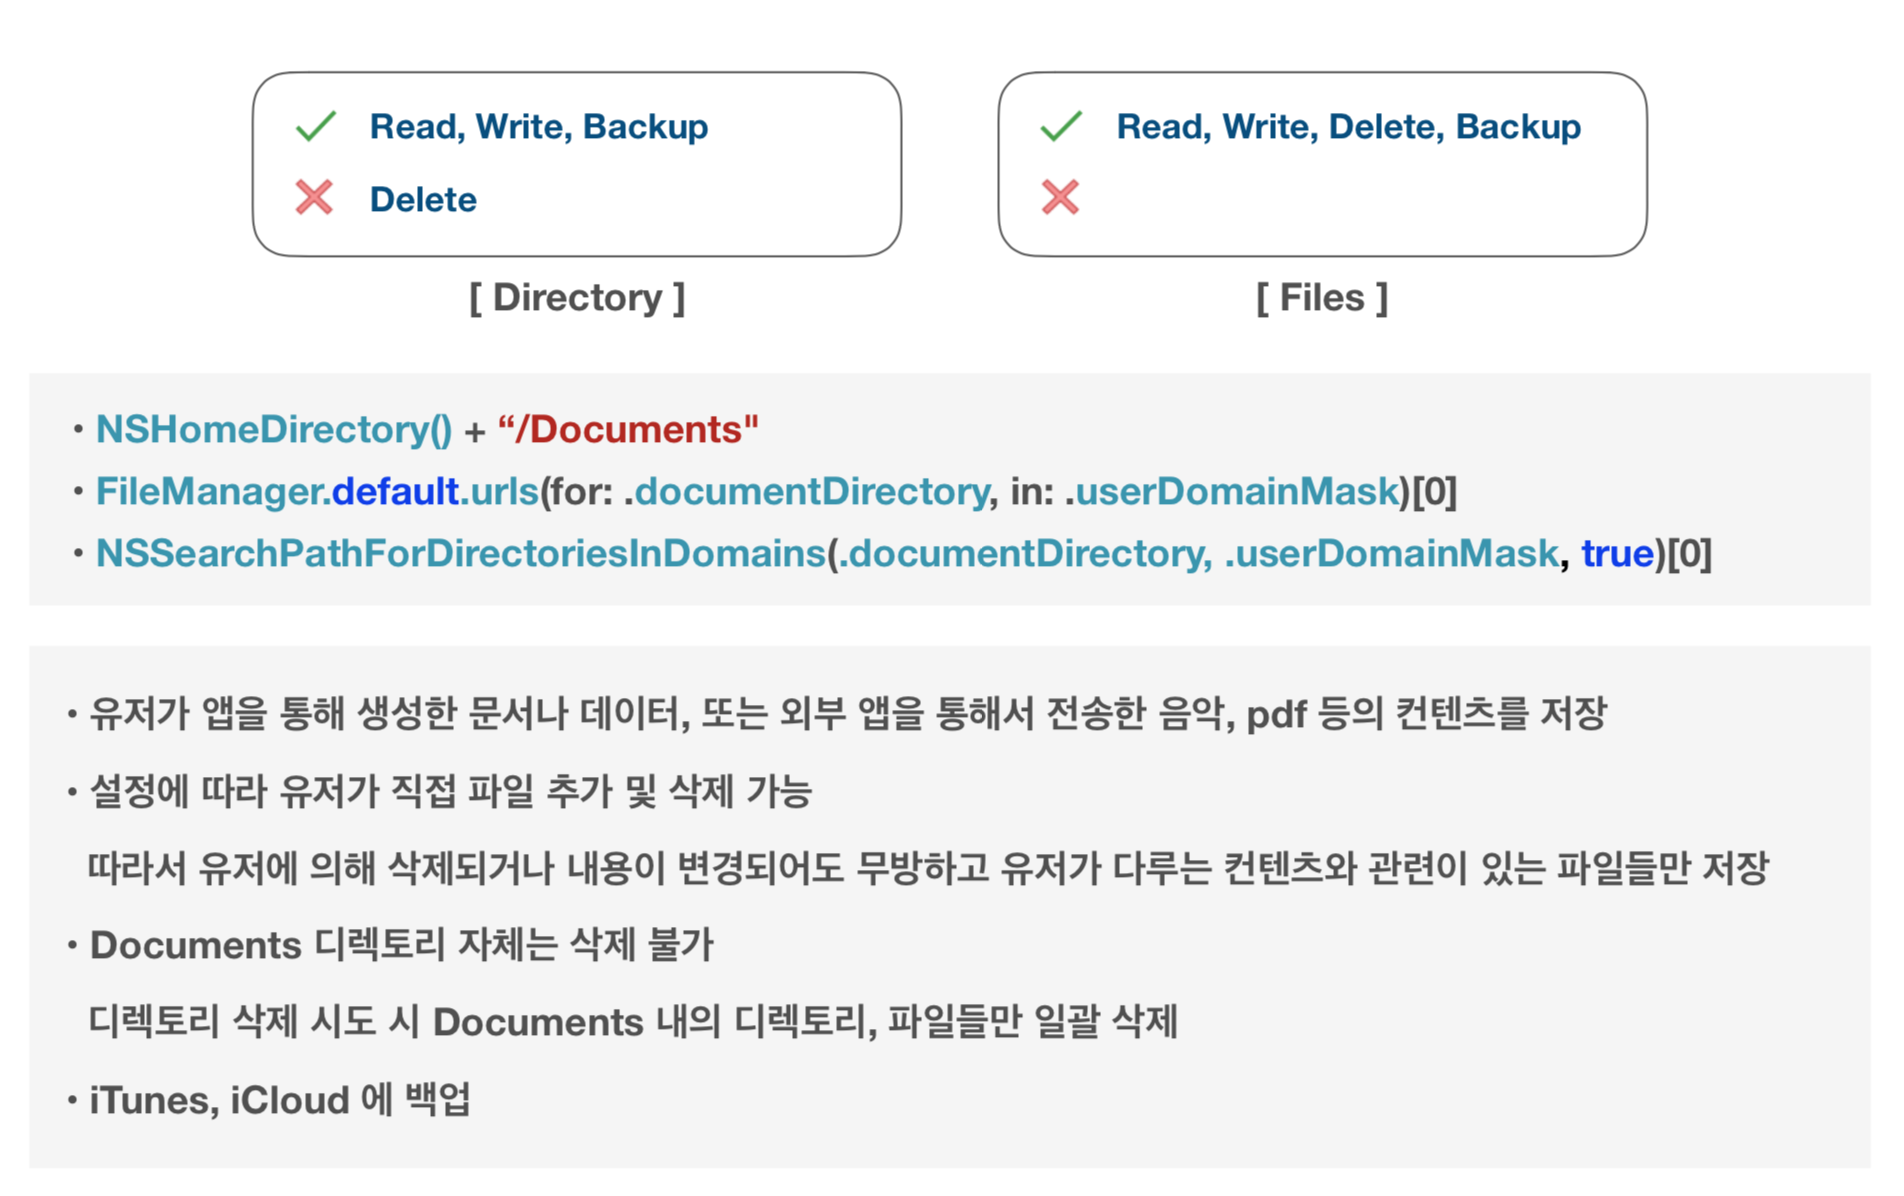 Read, Write, Backup
Delete
[ Directory ]
Read, Write, Delete, Backup
[ Files ]
• NSHomeDirectory() + “/Documents"
• FileManager.default.urls(for: .documentDirectory, in: .userDomainMask)[0]
• NSSearchPathForDirectoriesInDomains(.documentDirectory, .userDomainMask, true)[0]
• 유저가 앱을 통해 생성한 문서나 데이터, 또는 외부 앱을 통해서 전송한 음악, pdf 등의 컨텐츠를 저장
• 설정에 따라 유저가 직접 파일 추가 및 삭제 가능
따라서 유저에 의해 삭제되거나 내용이 변경되어도 무방하고 유저가 다루는 컨텐츠와 관련이 있는 파일들만 저장
• Documents 디렉토리 자체는 삭제 불가
디렉토리 삭제 시도 시 Documents 내의 디렉토리, 파일들만 일괄 삭제
• iTunes, iCloud 에 백업